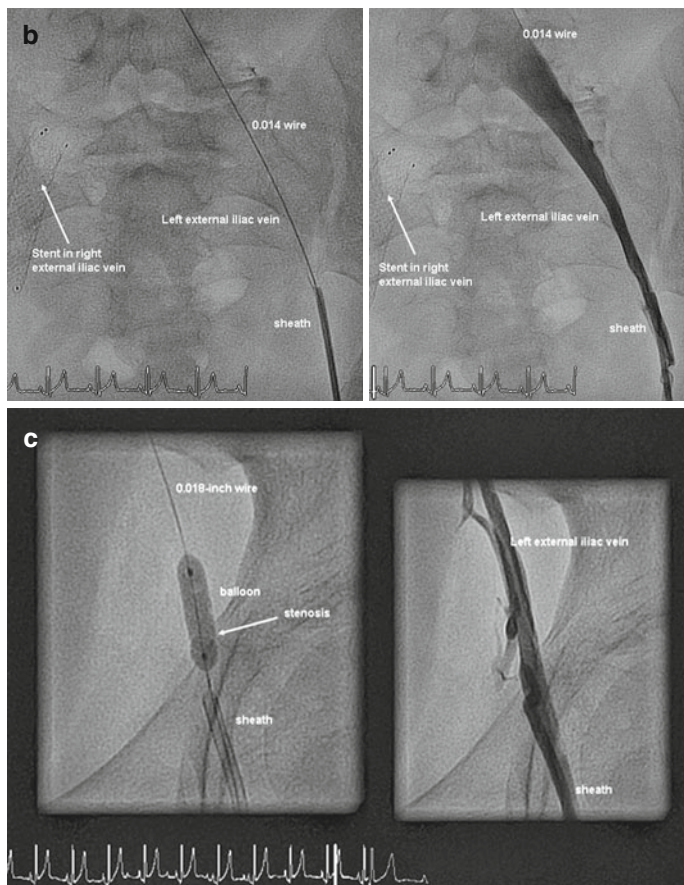 b
0.014 wire
Left external iliac vein
Stent in right
external iliac vein
sheath
0.014 wire
Left external iliac vein
Stent in right
external iliac vein
sheath
c
0.018-inch wire
balloon
stenosis
sheath
Left external iliac vein
sheath